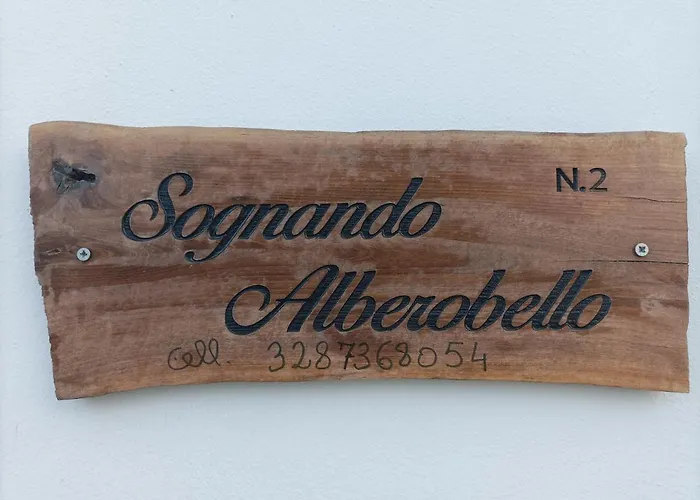 N.2
Sognando
Alberobello
cell. 3287368054